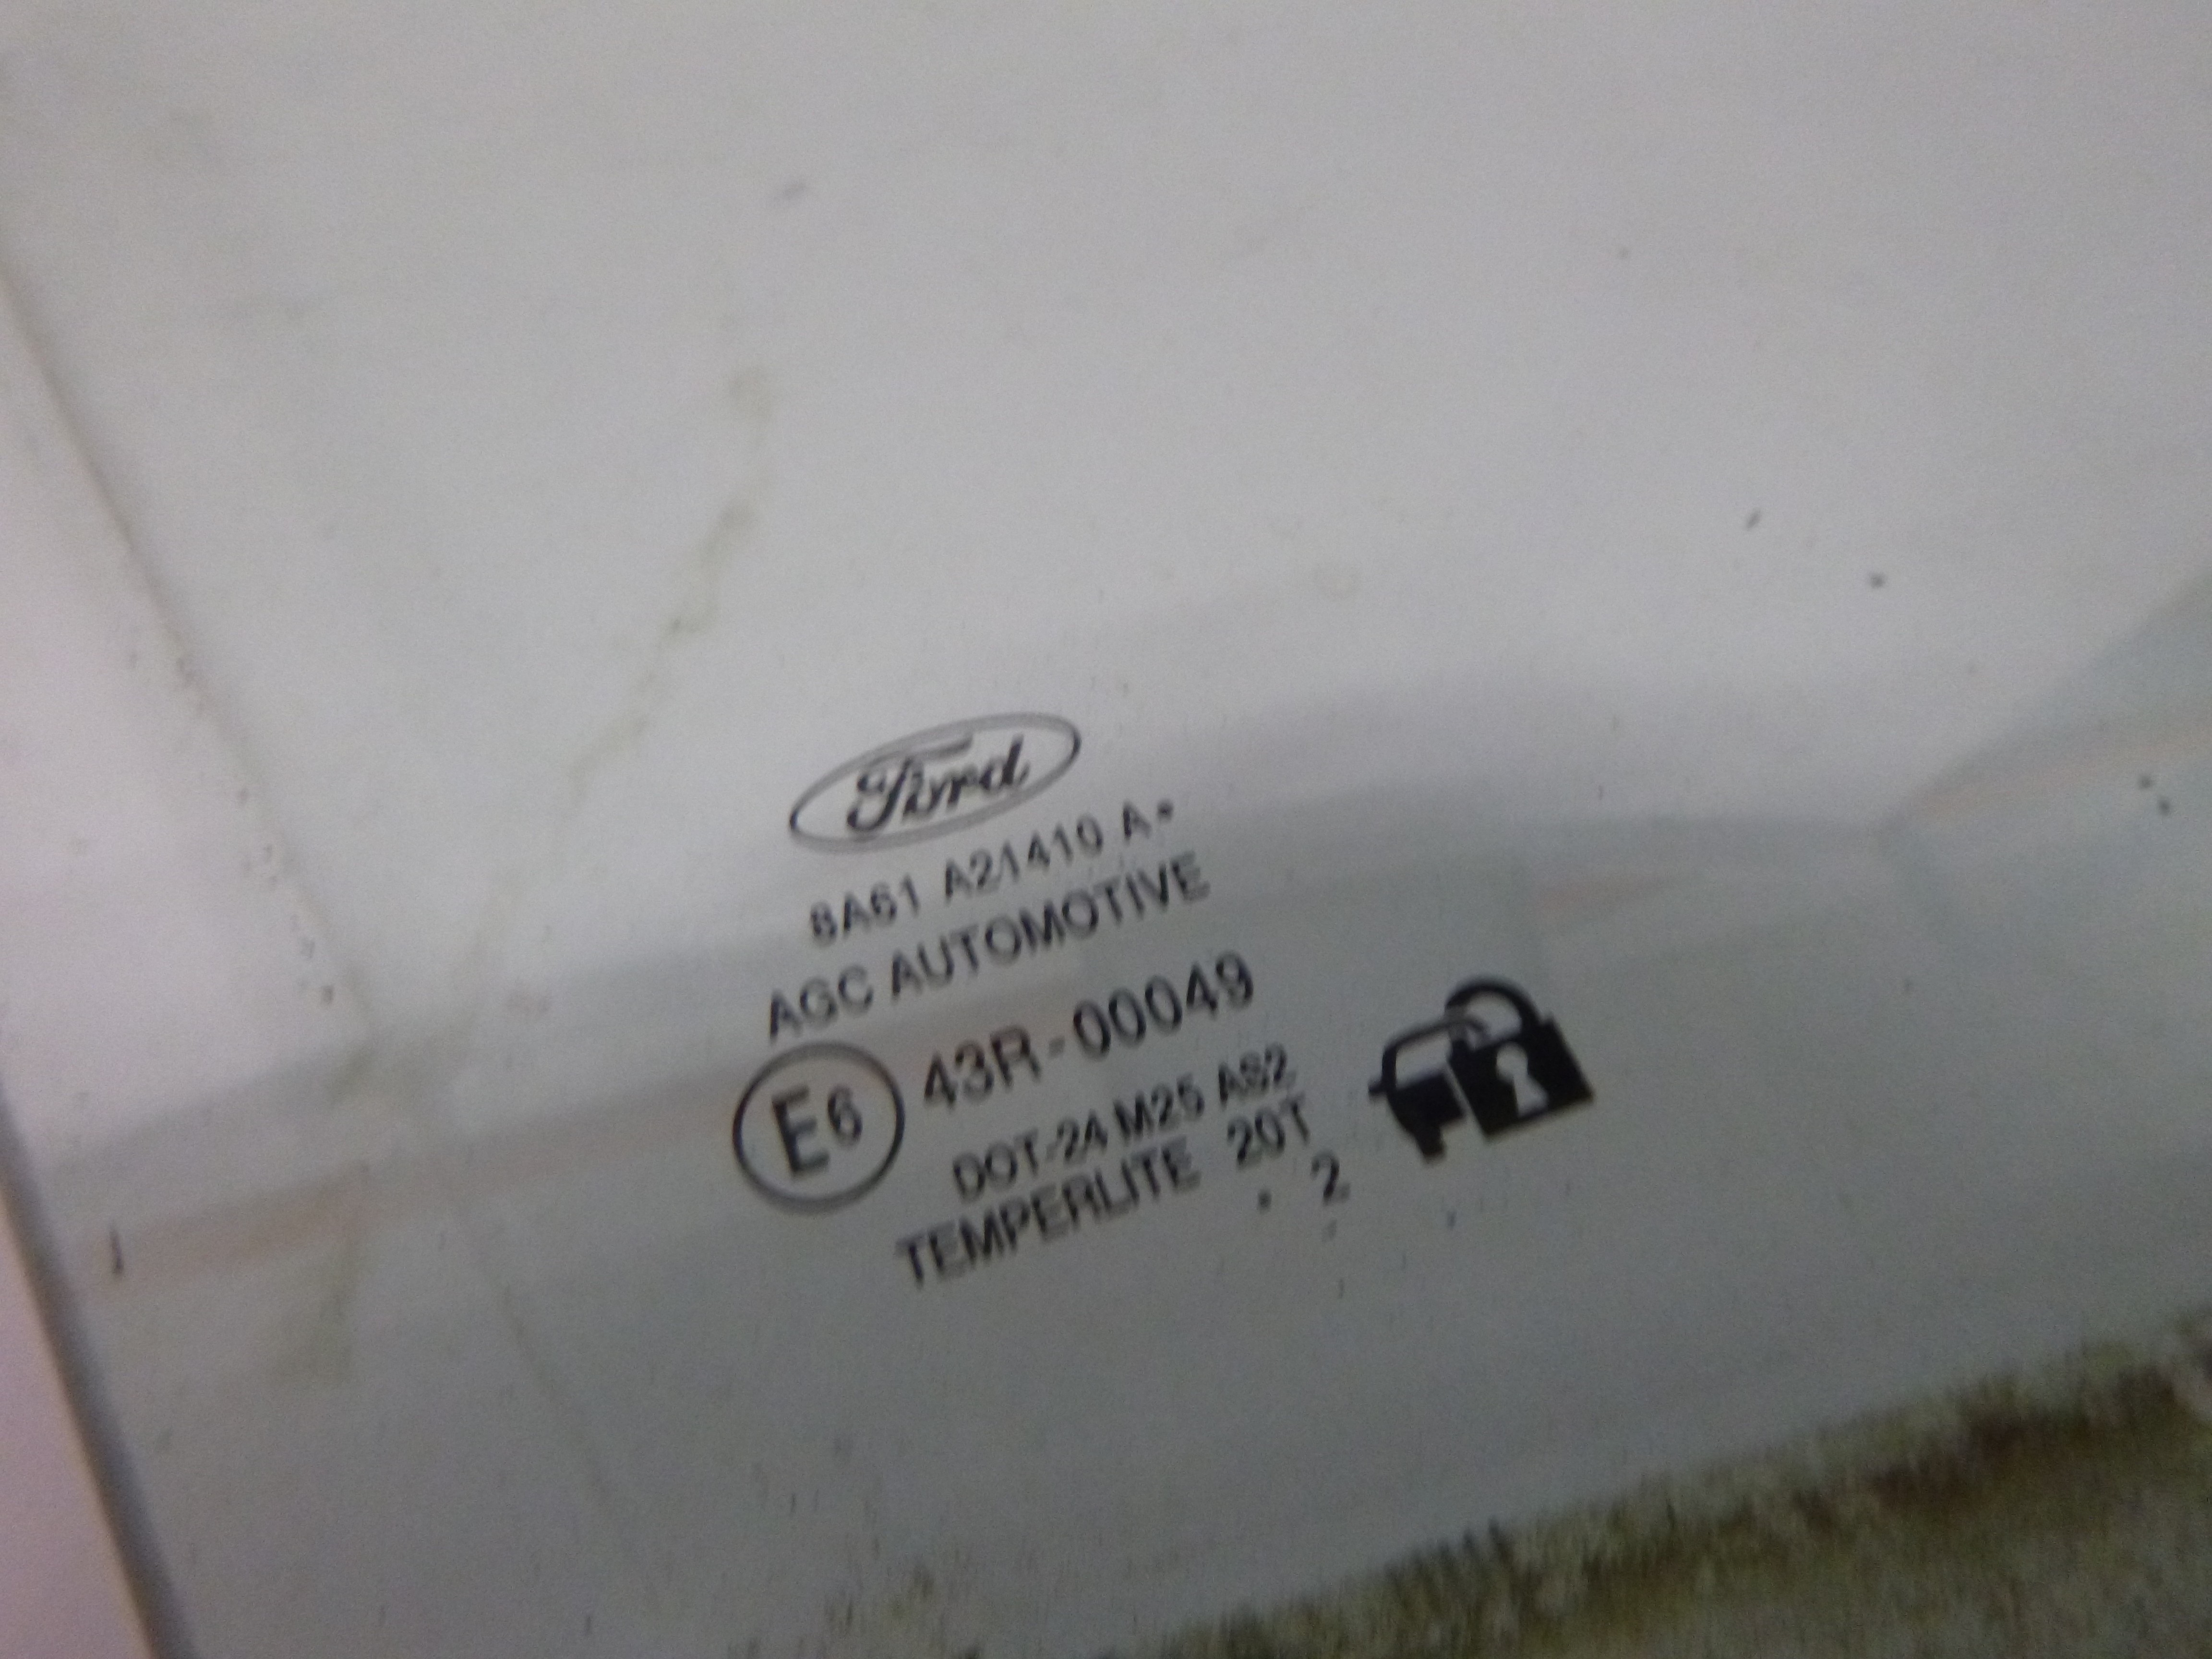 Ford
8A61 A21410 A
AGC AUTOMOTIVE
E6 43R-00049
DOT-24 M25 AS2
TEMPERLITE 20T
. 2